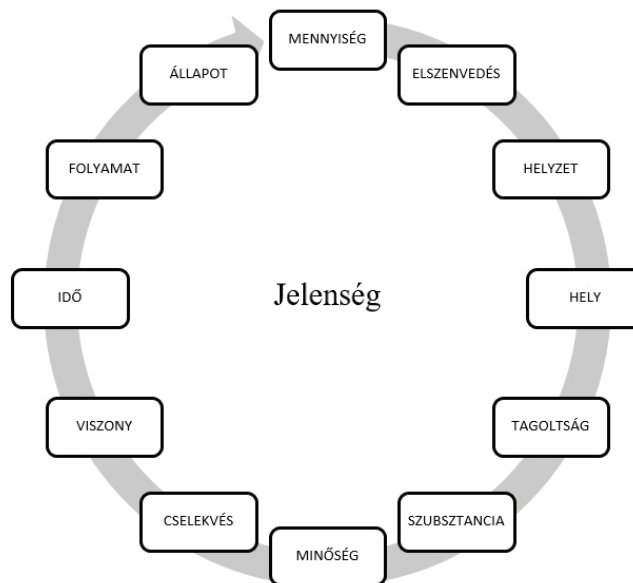 MENNYISÉG
ELSZENVEDÉS
HELYZET
HELY
TAGOLTSÁG
SZUBSZTANCIA
MINŐSÉG
CSELEKVÉS
VISZONY
IDŐ
FOLYAMAT
ÁLLAPOT
Jelenség